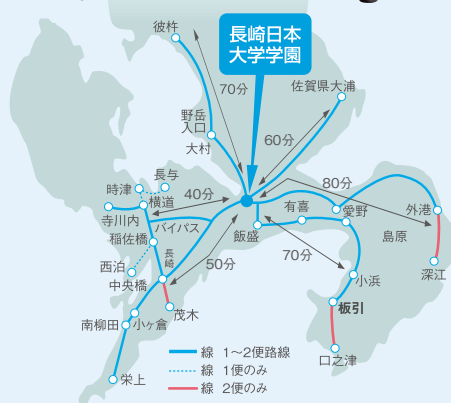 長崎日本
大学学園
彼杵
70分
佐賀県大浦
野岳
入口
60分
大村
長与
時津
40分
80分
横道
寺川内
バイパス
有喜
愛野
外港
稲佐橋
飯盛
島原
長崎
西泊
50分
70分
深江
中央橋
小浜
茂木
板引
南柳田
小ヶ倉
口之津
線 1〜2便路線
線 1便のみ
線 2便のみ
栄上